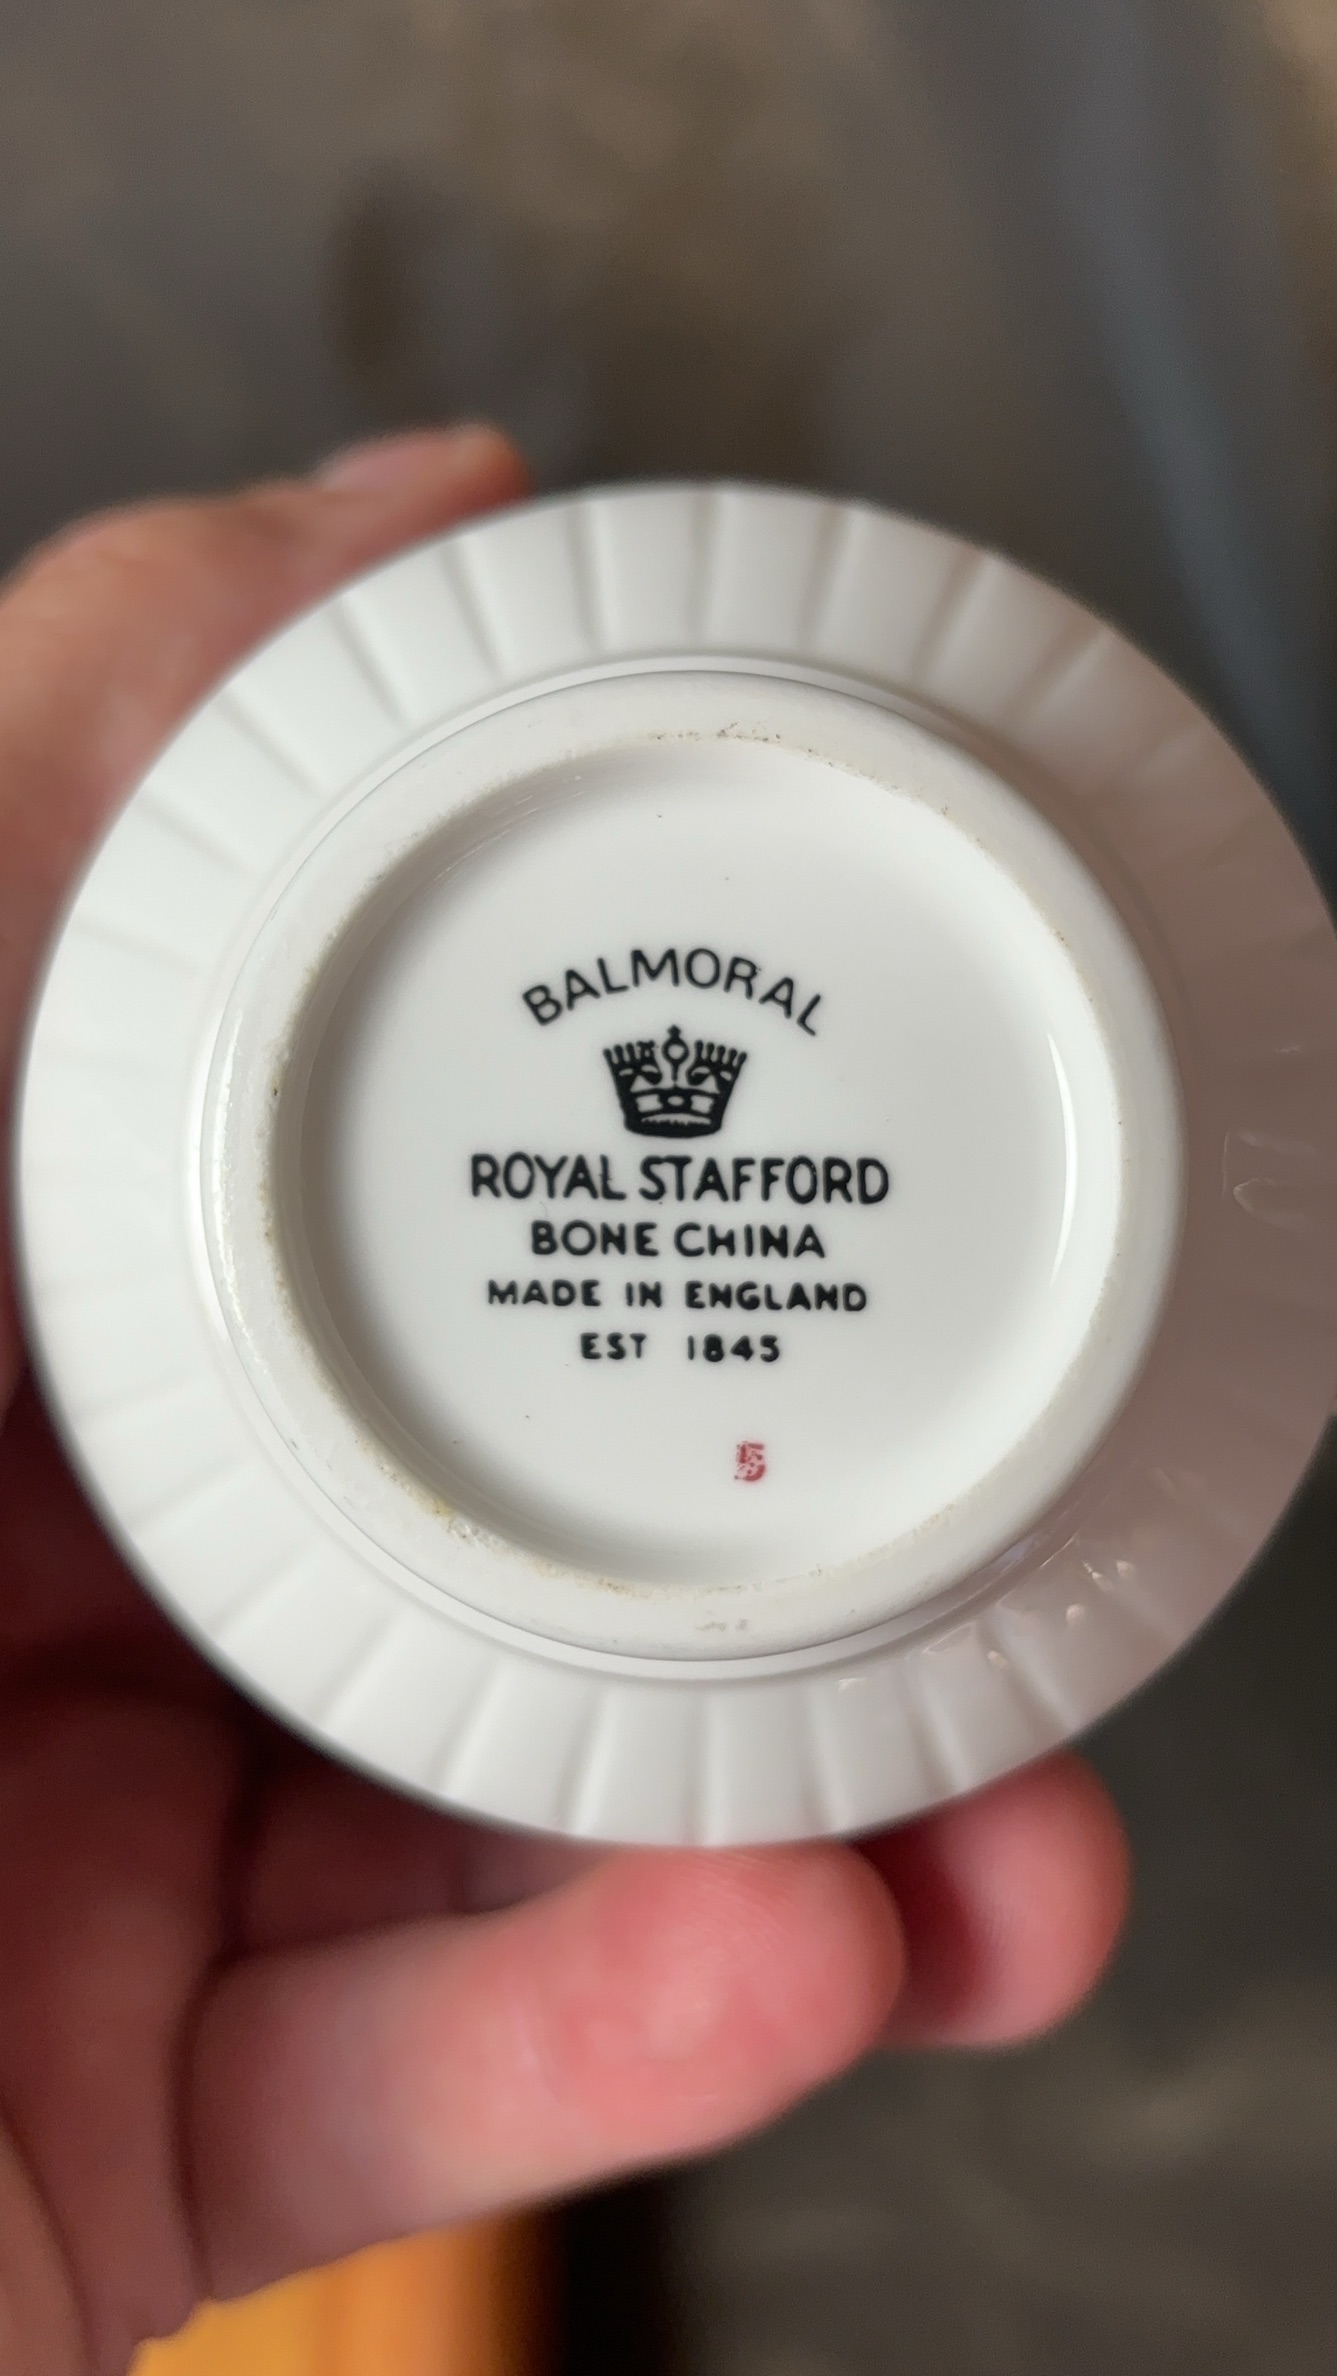 BALMORAL
ROYAL STAFFORD
BONE CHINA
MADE IN ENGLAND
EST 1845
5